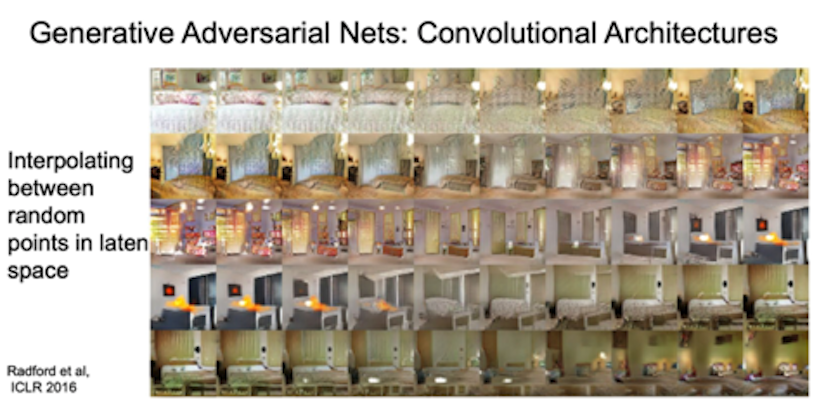 Generative Adversarial Nets: Convolutional Architectures
Interpolating
between
random
points in laten
space
Radford et al,
ICLR 2016